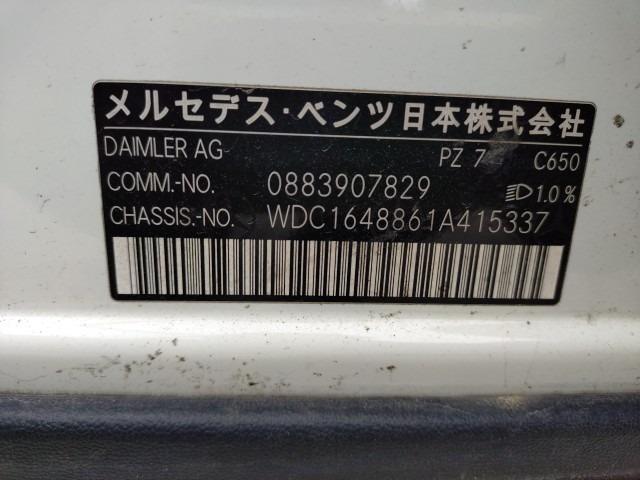 メルセデス・ベンツ日本株式会社
DAIMLER AG PZ 7 C650
COMM.-NO. 0883907829 1.0 %
CHASSIS.-NO. WDC1648861A415337